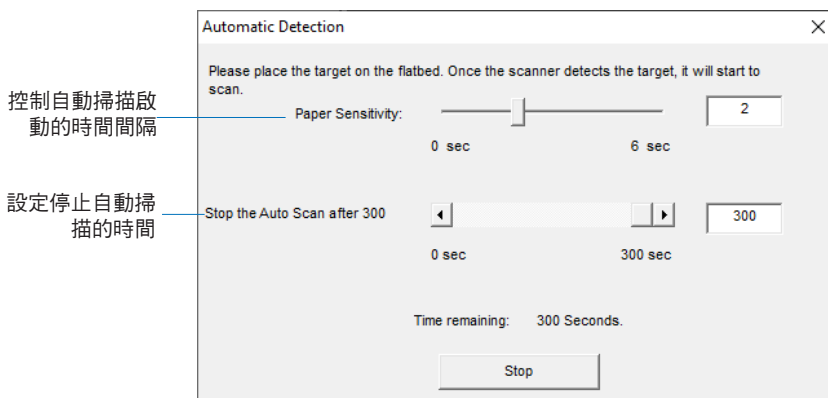 Automatic Detection
Please place the target on the flatbed. Once the scanner detects the target, it will start to
scan.
控制自動掃描啟
動的時間間隔
Paper Sensitivity:
2
0 sec
6 sec
設定停止自動掃
描的時間
Stop the Auto Scan after 300
300
0 sec
300 sec
Time remaining:
300 Seconds.
Stop